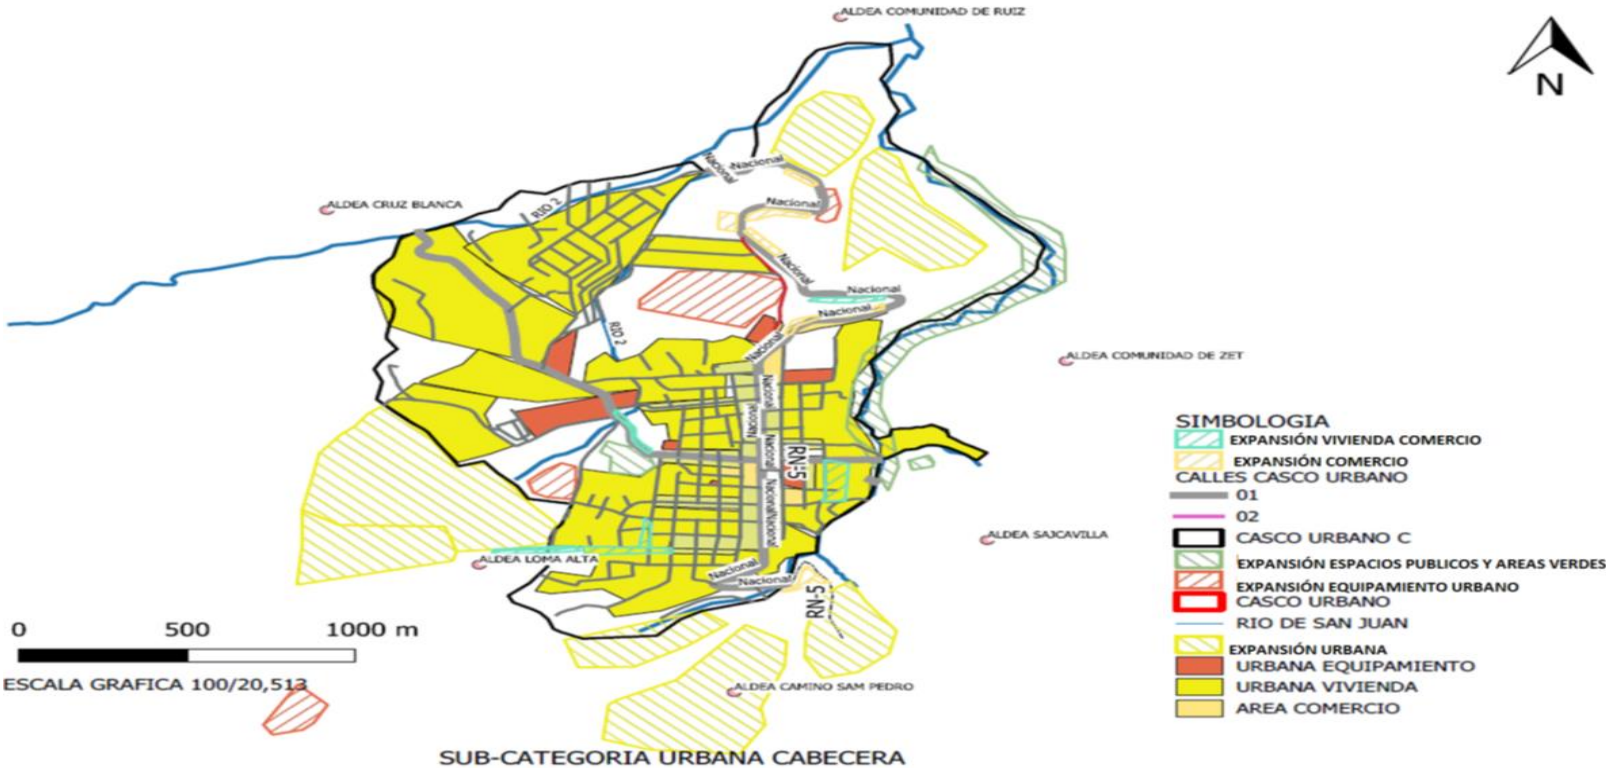 ALDEA COMUNIDAD DE RUIZ
N
Nacional
Nacional
ALDEA CRUZ BLANCA
RIO 2
Nacional
Nacional
Nacional
Nacional
RIO 2
Nacional
ALDEA COMUNIDAD DE ZET
Nacional
Nacional
Nacional
RN-5
NacionalNacional
ALDEA SAJCAVILLA
ALDEA LOMA ALTA
Nacional
Nacional
RN-5
ALDEA CAMINO SAM PEDRO
SIMBOLOGIA
EXPANSIÓN VIVIENDA COMERCIO
EXPANSIÓN COMERCIO
CALLES CASCO URBANO
01
02
CASCO URBANO C
EXPANSIÓN ESPACIOS PUBLICOS Y AREAS VERDES
EXPANSIÓN EQUIPAMIENTO URBANO
CASCO URBANO
RIO DE SAN JUAN
EXPANSIÓN URBANA
URBANA EQUIPAMIENTO
URBANA VIVIENDA
AREA COMERCIO
0 500 1000 m
ESCALA GRAFICA 100/20,513
SUB-CATEGORIA URBANA CABECERA